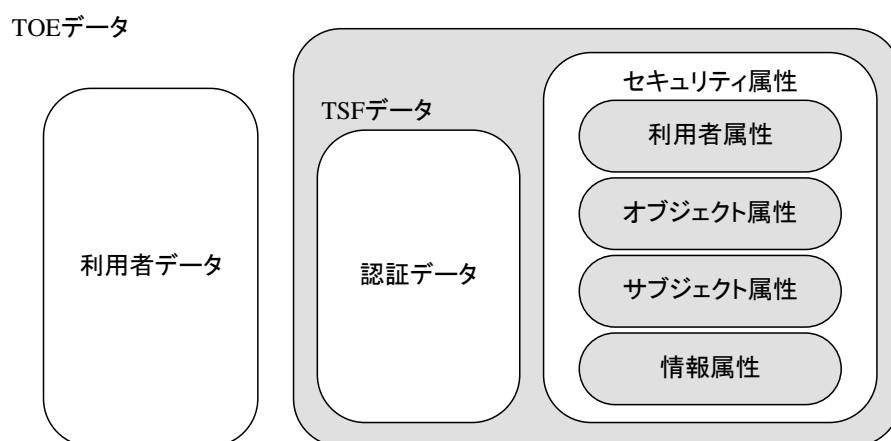 TOEデータ
利用者データ
TSFデータ
認証データ
セキュリティ属性
利用者属性
オブジェクト属性
サブジェクト属性
情報属性